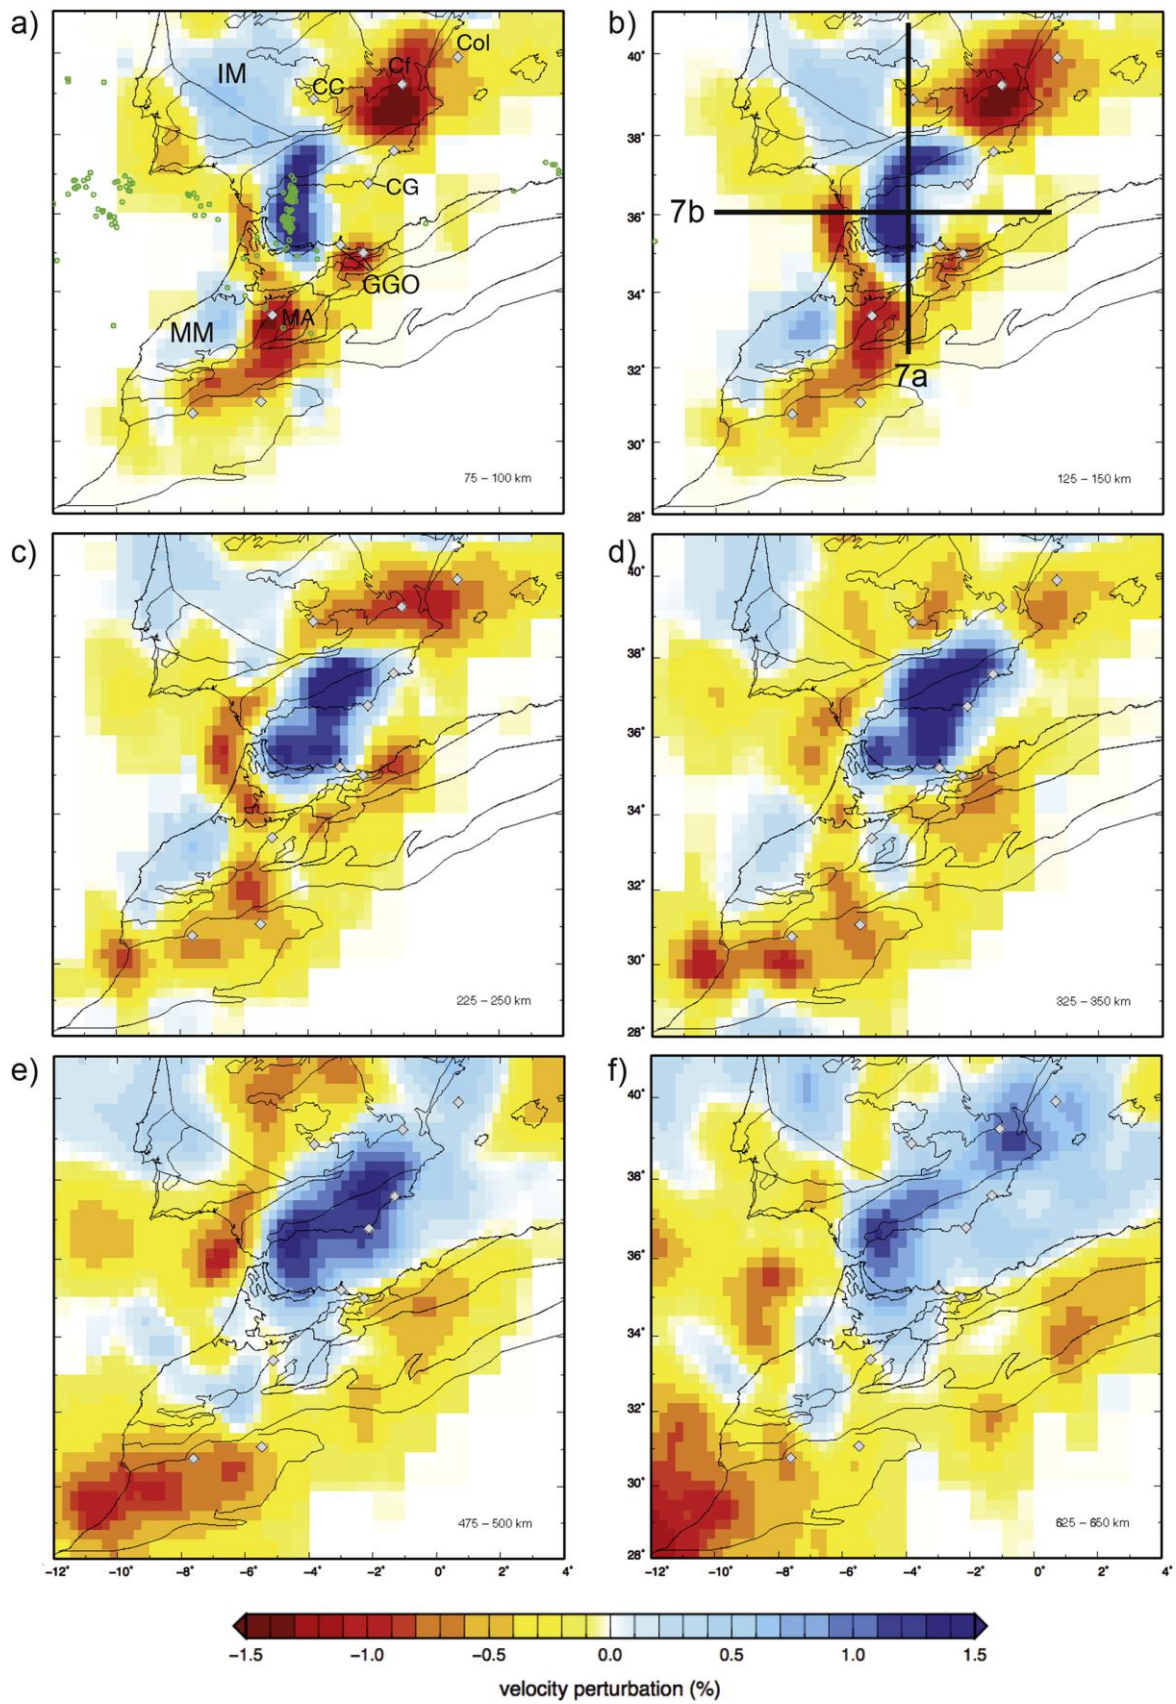 a)
IM
CC
Cf
Col
CG
GGO
MM
MA
75 – 100 km
b)
40°
38°
7b
36°
34°
7a
32°
30°
125 – 150 km
28°
c)
225 – 250 km
d)
40°
38°
36°
34°
32°
30°
325 – 350 km
28°
e)
475 – 500 km
−12° −10° −8° −6° −4° −2° 0° 2° 4°
f)
40°
38°
36°
34°
32°
30°
625 – 650 km
28°
−12° −10° −8° −6° −4° −2° 0° 2° 4°
−1.5 −1.0 −0.5 0.0 0.5 1.0 1.5
velocity perturbation (%)